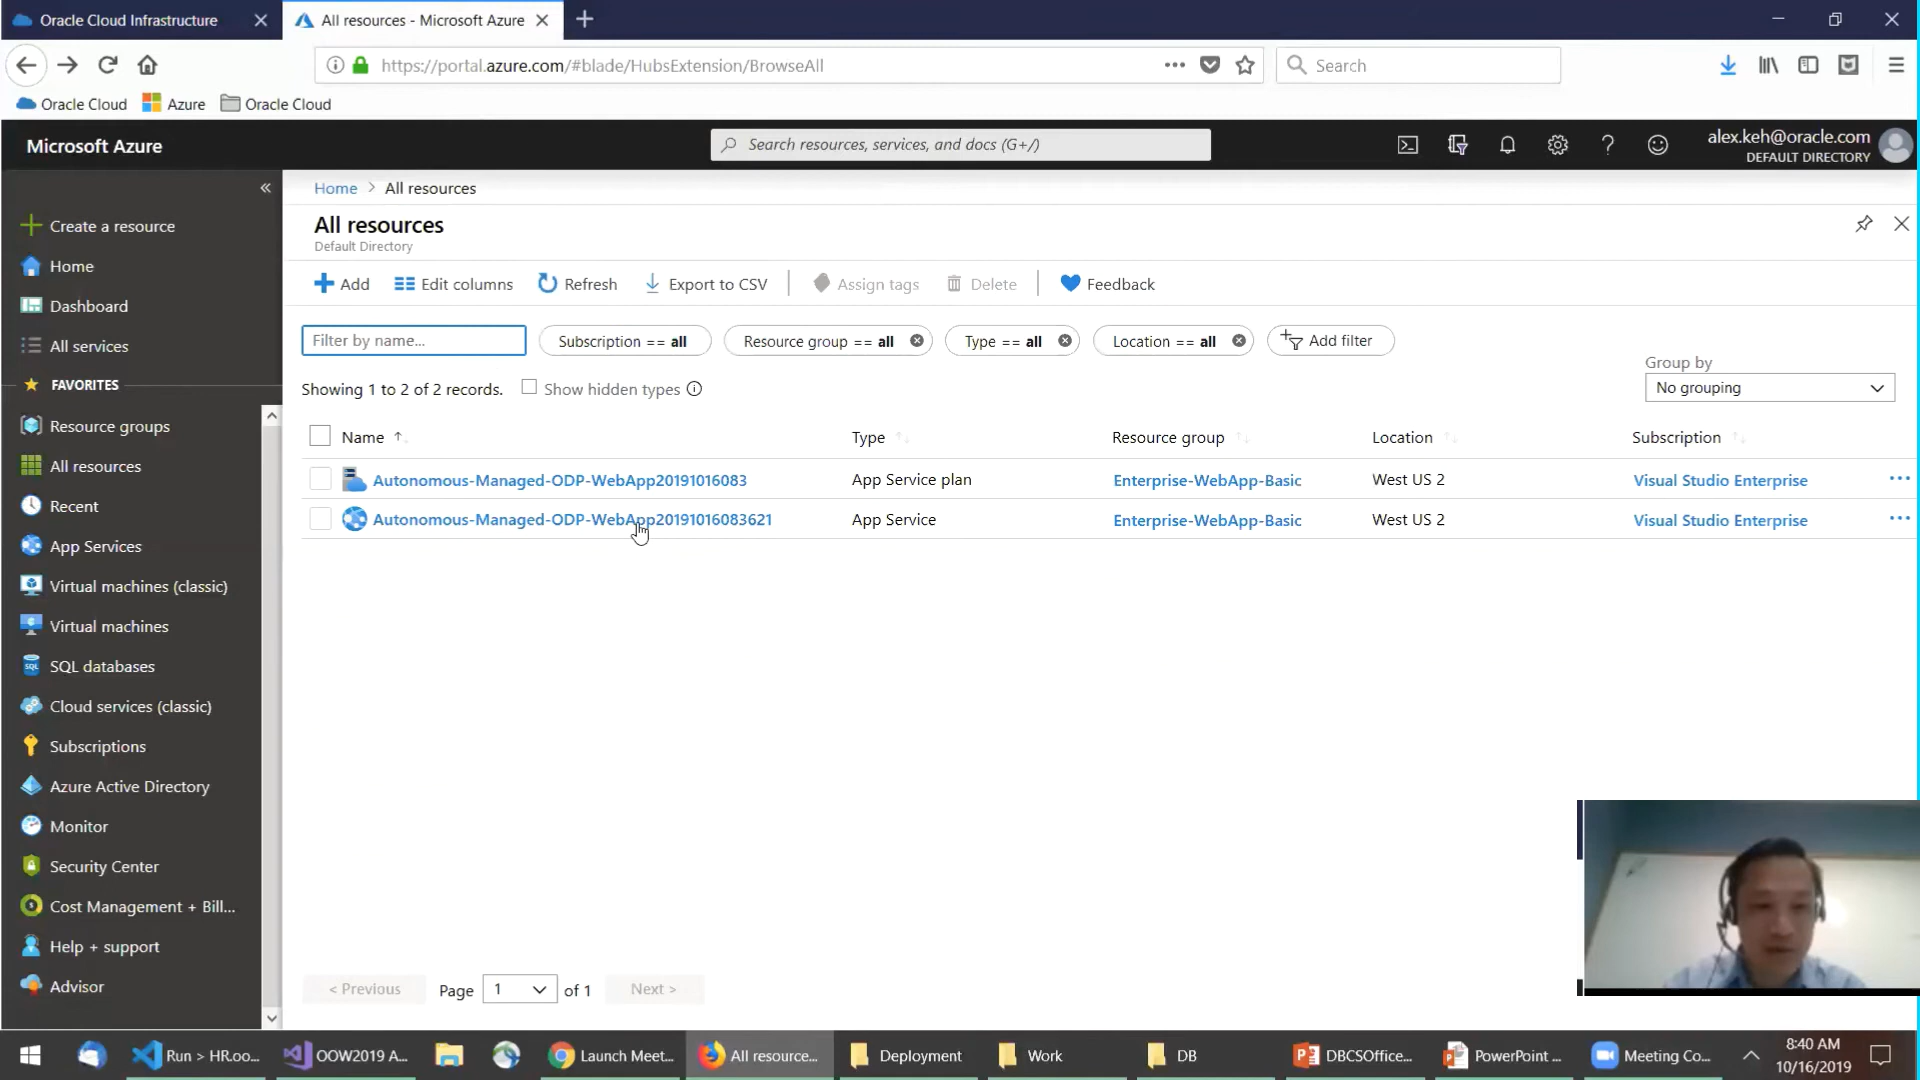 Oracle Cloud Infrastructure
All resources - Microsoft Azure
https://portal.azure.com/#blade/HubsExtension/BrowseAll
Search
Oracle Cloud
Azure
Oracle Cloud
Microsoft Azure
Search resources, services, and docs (G+/)
alex.keh@oracle.com
DEFAULT DIRECTORY
Create a resource
Home
Dashboard
All services
FAVORITES
Resource groups
All resources
Recent
App Services
Virtual machines (classic)
Virtual machines
SQL databases
Cloud services (classic)
Subscriptions
Azure Active Directory
Monitor
Security Center
Cost Management + Bill...
Help + support
Advisor
Home > All resources
All resources
Default Directory
Add
Edit columns
Refresh
Export to CSV
Assign tags
Delete
Feedback
Filter by name...
Subscription == all
Resource group == all
Type == all
Location == all
Add filter
Showing 1 to 2 of 2 records.
Show hidden types
Group by
No grouping
Name
Type
Resource group
Location
Subscription
Autonomous-Managed-ODP-WebApp20191016083
App Service plan
Enterprise-WebApp-Basic
West US 2
Visual Studio Enterprise
Autonomous-Managed-ODP-WebApp20191016083621
App Service
Enterprise-WebApp-Basic
West US 2
Visual Studio Enterprise
< Previous
Page 1 of 1
Next >
Run > HR.oo...
OOW2019 A...
Launch Meet...
All resource...
Deployment
Work
DB
DBCSOffice...
PowerPoint ...
Meeting Co...
8:40 AM
10/16/2019